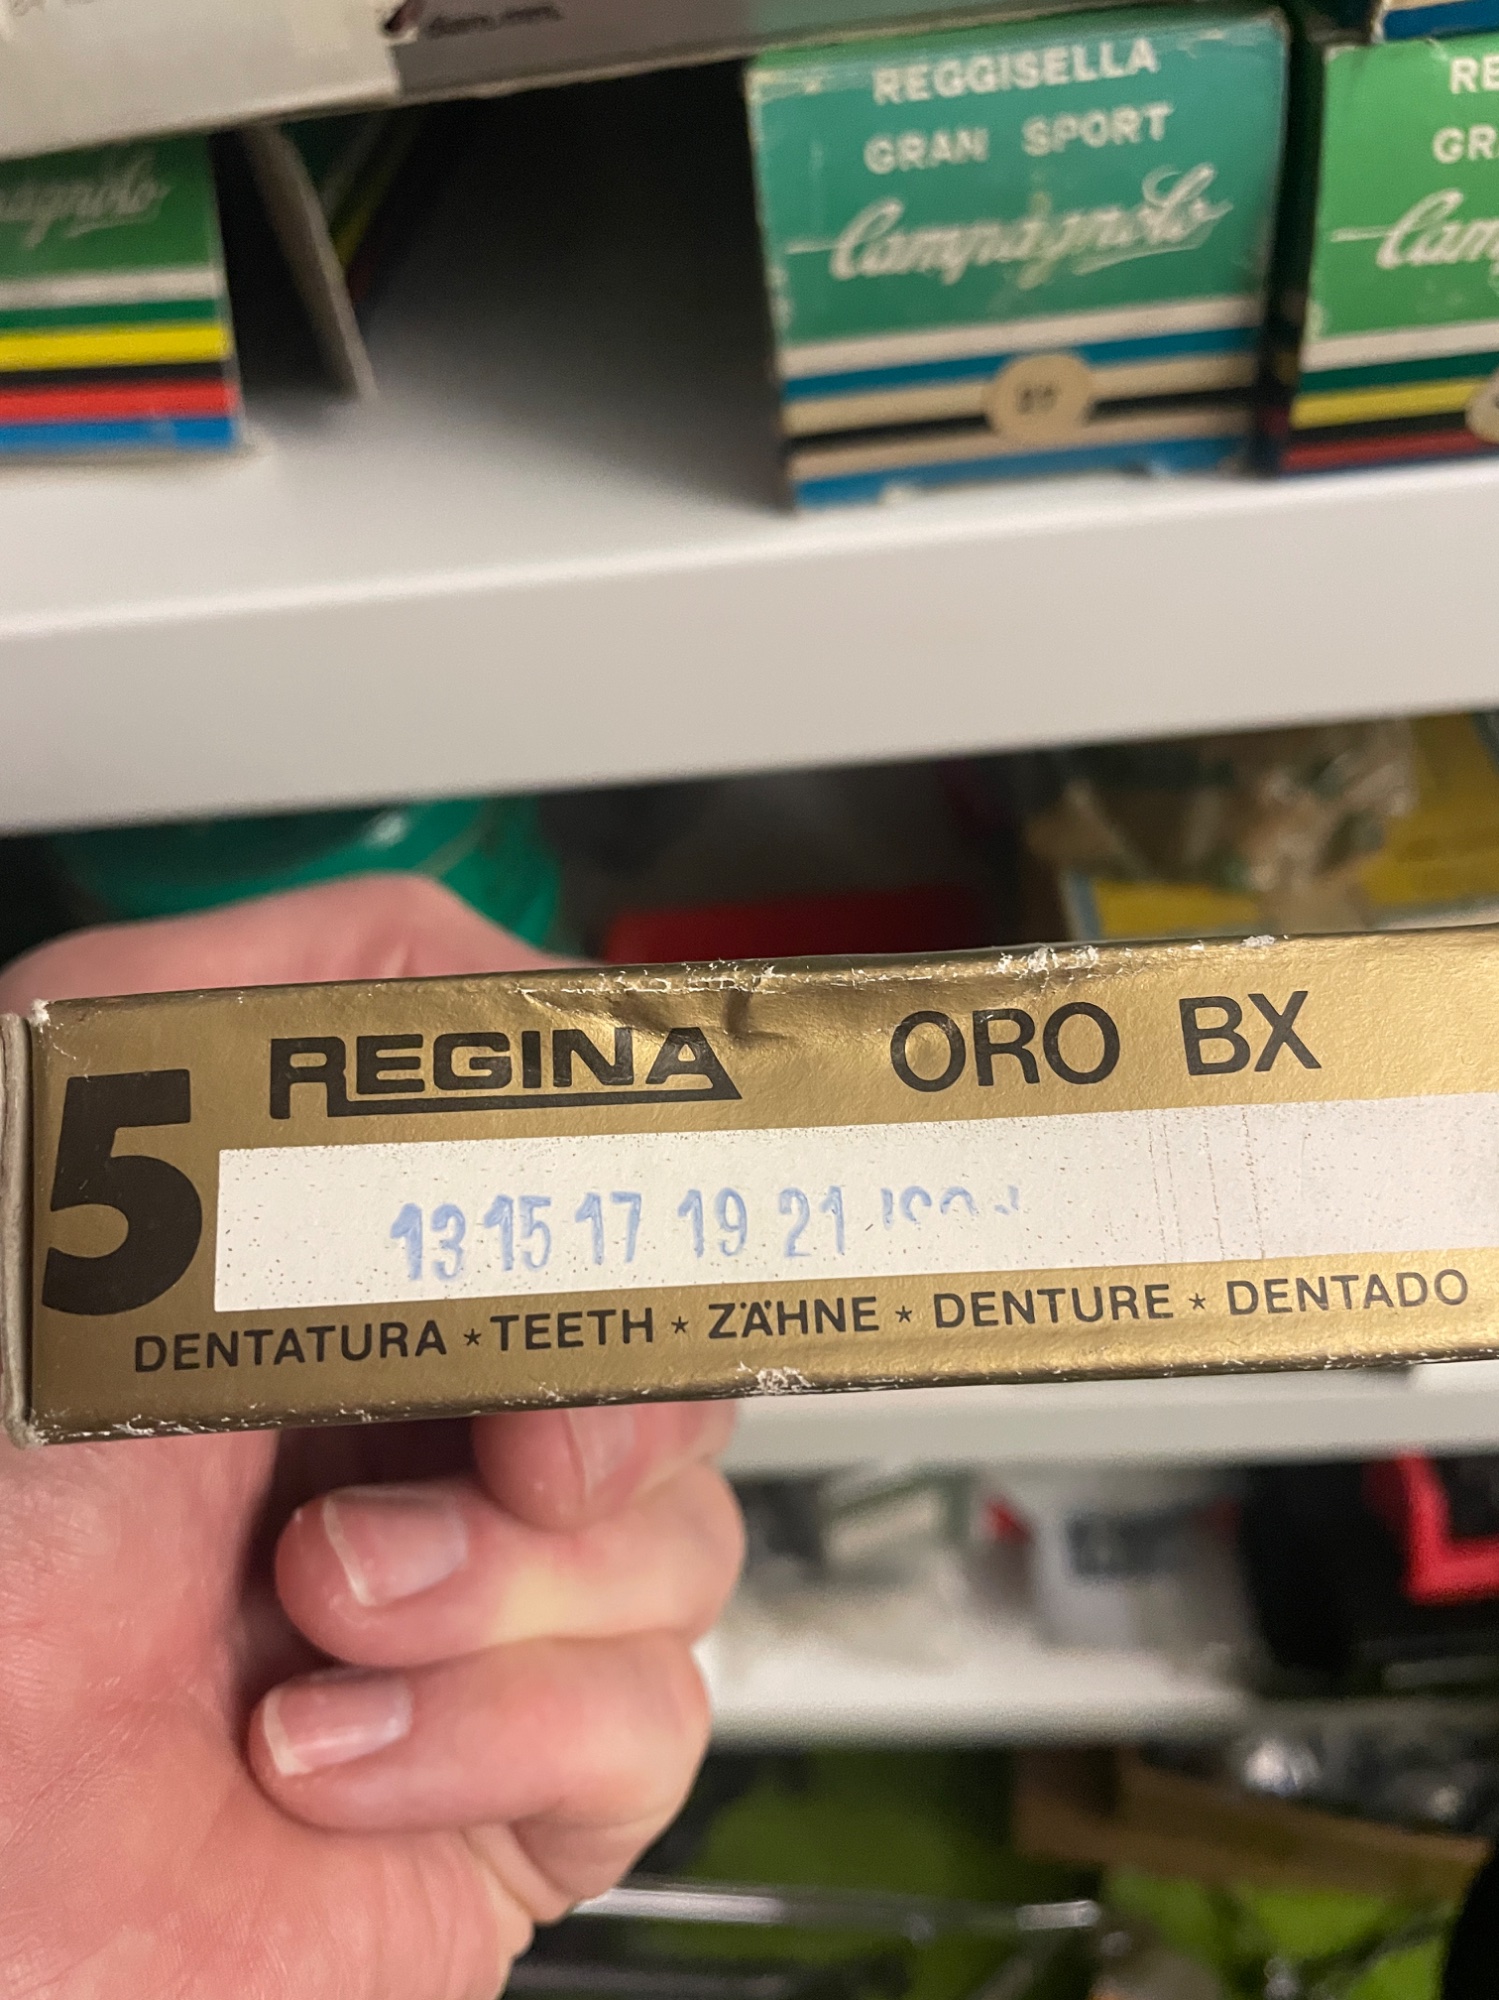 REGGISELLA
GRAN SPORT
Campagnolo
5
REGINA ORO BX
13 15 17 19 21
DENTATURA * TEETH * ZÄHNE * DENTURE * DENTADO